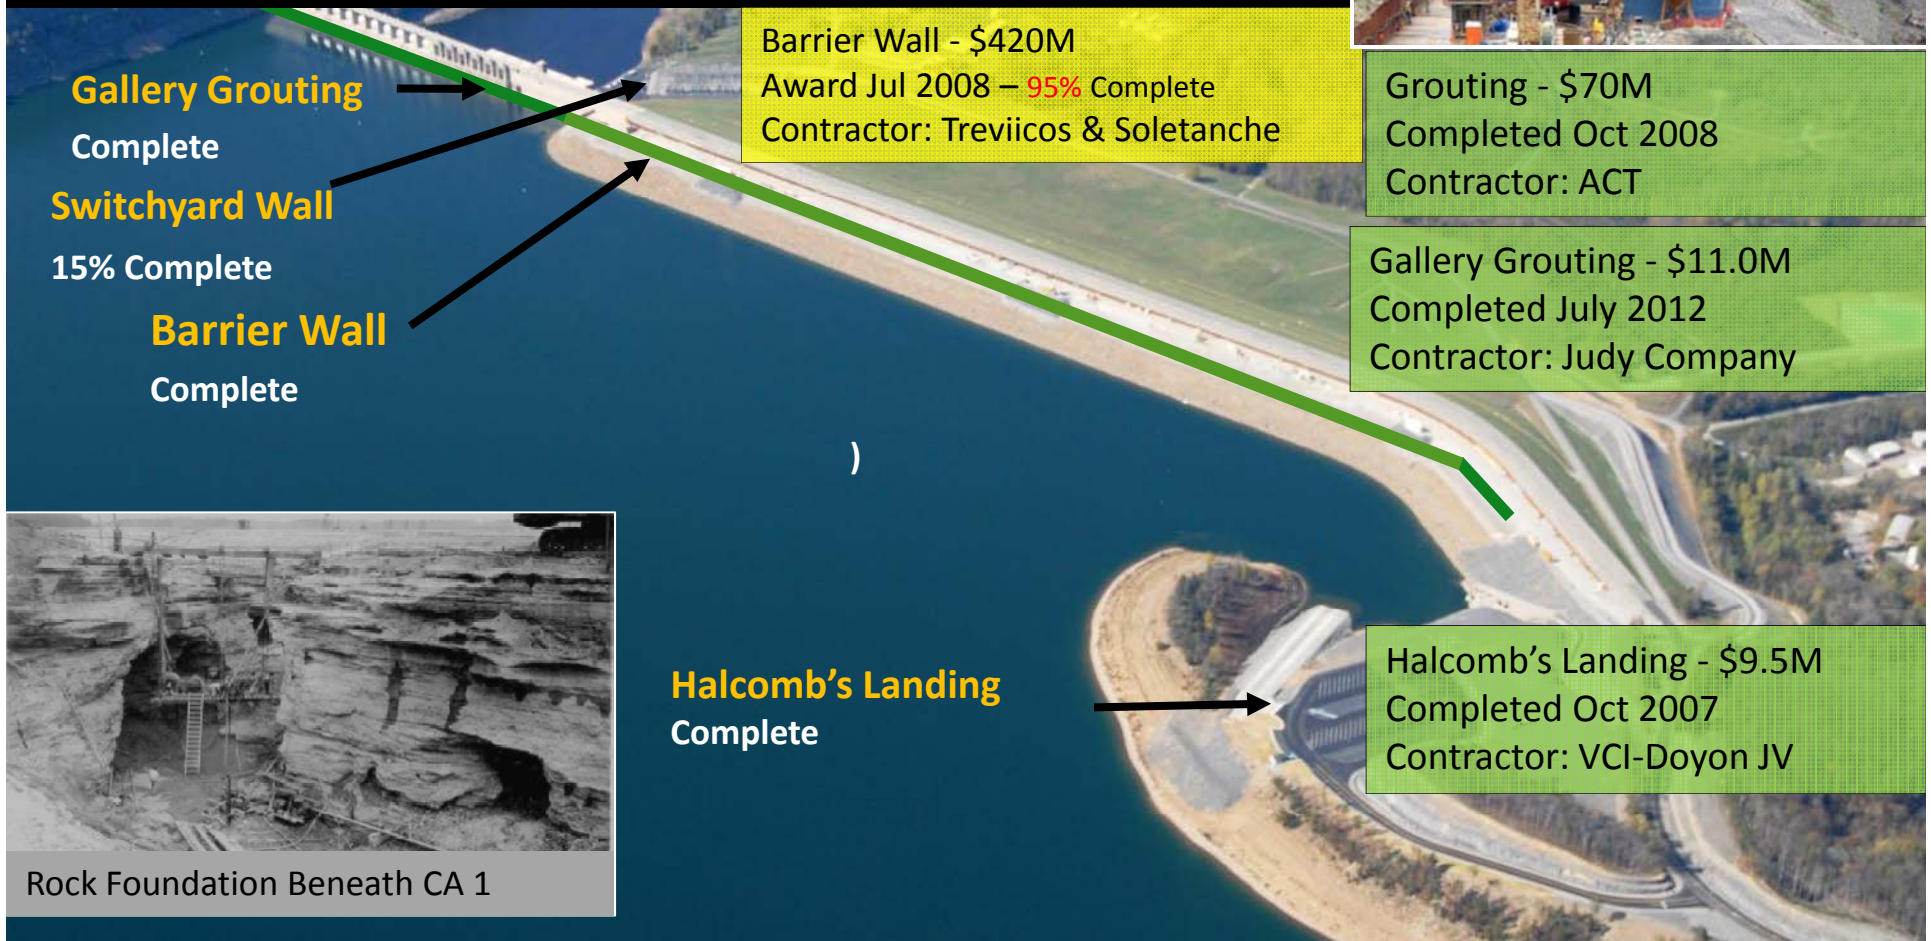 Barrier Wall - $420M
Award Jul 2008 – 95% Complete
Contractor: Treviicos & Soletanche
Grouting - $70M
Completed Oct 2008
Contractor: ACT
Gallery Grouting - $11.0M
Completed July 2012
Contractor: Judy Company
Gallery Grouting
Complete
Switchyard Wall
15% Complete
Barrier Wall
Complete
)
Halcomb’s Landing
Complete
Halcomb’s Landing - $9.5M
Completed Oct 2007
Contractor: VCI-Doyon JV
Rock Foundation Beneath CA 1